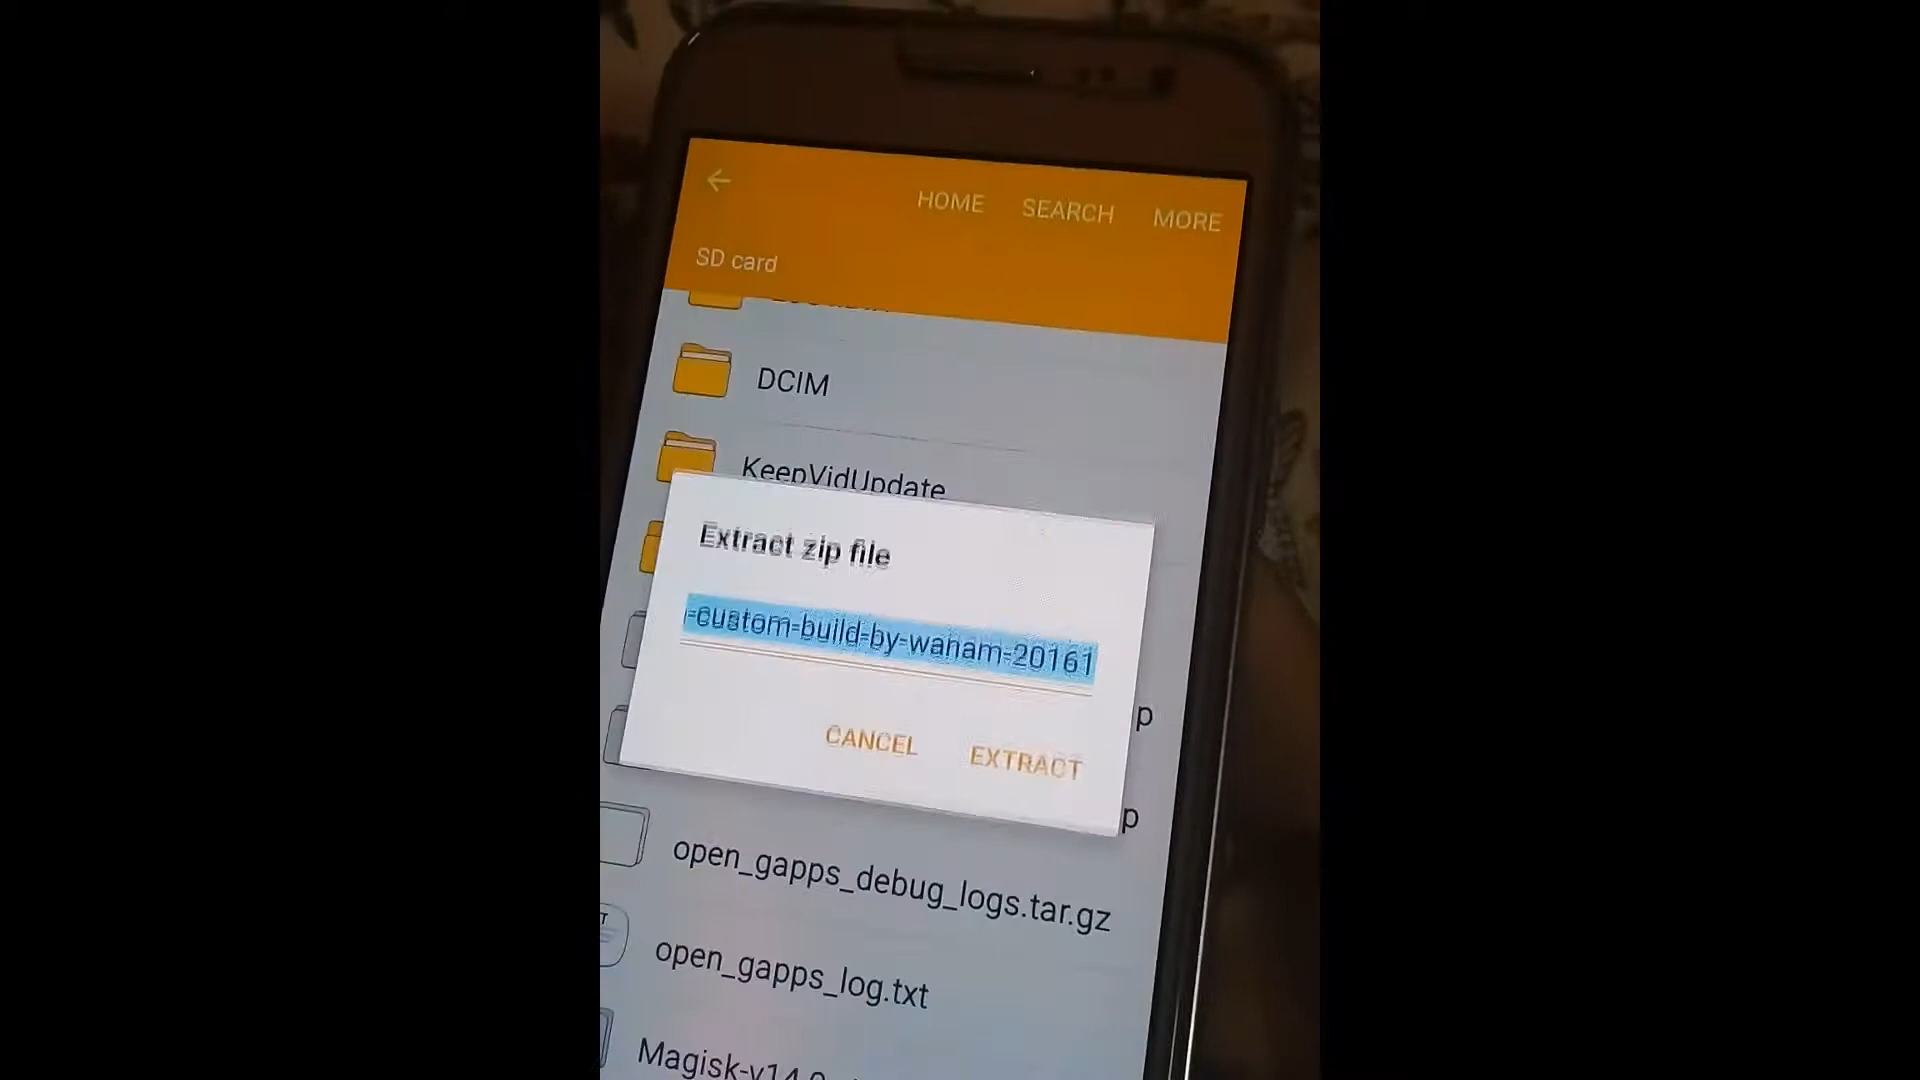 HOME SEARCH MORE
SD card
DCIM
KeepVidUpdate
Extract zip file
-custom-build-by-wanam-20161
CANCEL EXTRACT
p
p
open_gapps_debug_logs.tar.gz
open_gapps_log.txt
Magisk-v14.0